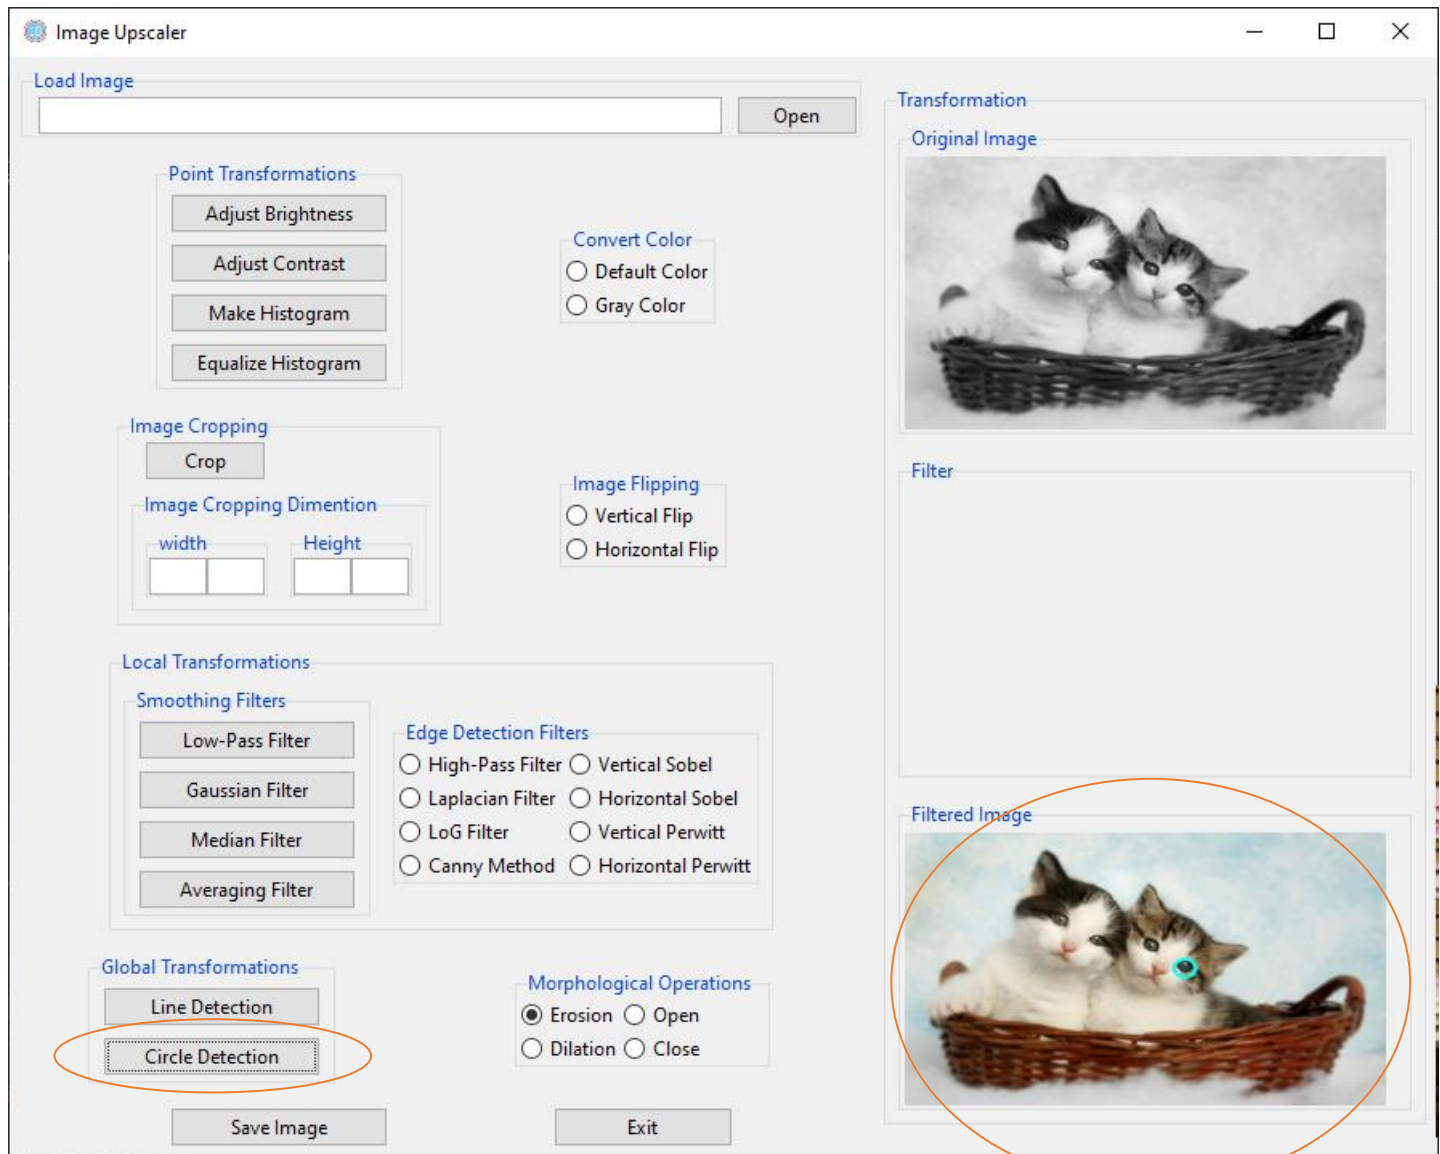 Image Upscaler
Load Image
Open
Point Transformations
Adjust Brightness
Adjust Contrast
Make Histogram
Equalize Histogram
Convert Color
Default Color
Gray Color
Image Cropping
Crop
Image Cropping Dimention
width Height
Image Flipping
Vertical Flip
Horizontal Flip
Local Transformations
Smoothing Filters
Low-Pass Filter
Gaussian Filter
Median Filter
Averaging Filter
Edge Detection Filters
High-Pass Filter Vertical Sobel
Laplacian Filter Horizontal Sobel
LoG Filter Vertical Perwitt
Canny Method Horizontal Perwitt
Global Transformations
Line Detection
Circle Detection
Morphological Operations
Erosion Open
Dilation Close
Save Image
Exit
Transformation
Original Image
Filter
Filtered Image